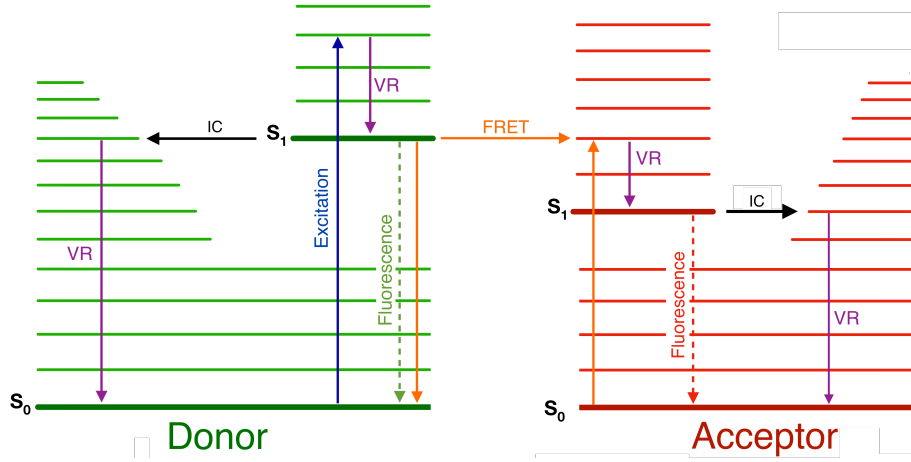 VR
IC
S1
FRET
VR
Excitation
S1
IC
VR
Fluorescence
Fluorescence
VR
S0
S0
Donor
Acceptor